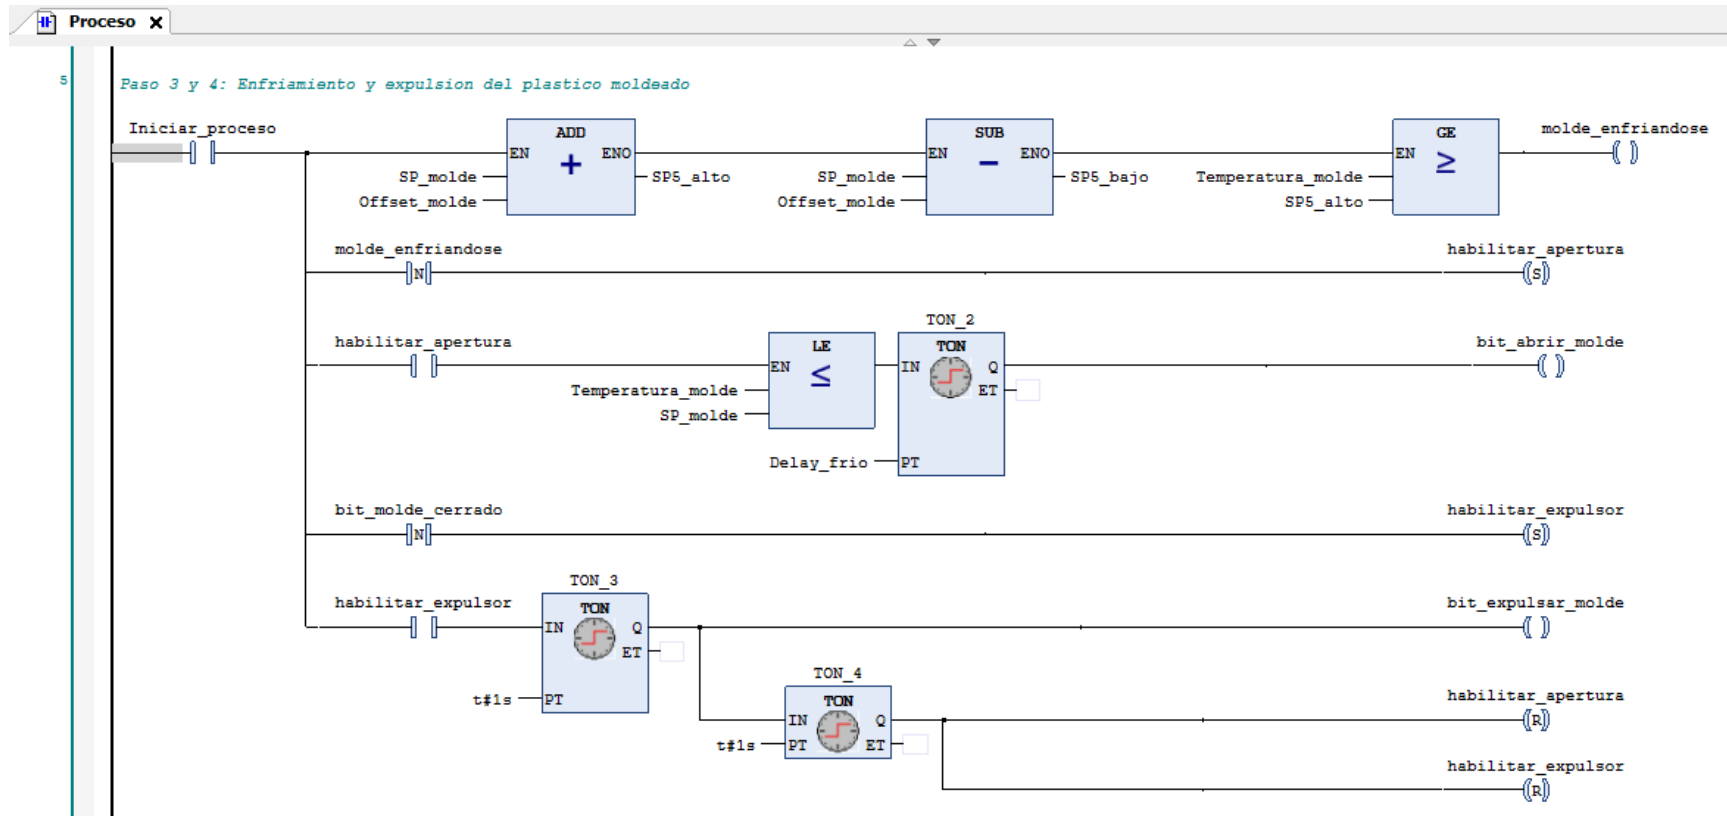 Proceso
5
Paso 3 y 4: Enfriamiento y expulsion del plastico moldeado
Iniciar_proceso
ADD
EN
ENO
+
SP_molde
Offset_molde
SP5_alto
SUB
EN
ENO
−
SP_molde
Offset_molde
SP5_bajo
GE
EN
≥
Temperatura_molde
SP5_alto
molde_enfriandose
molde_enfriandose
N
habilitar_apertura
S
habilitar_apertura
LE
EN
≤
Temperatura_molde
SP_molde
TON_2
TON
IN
Q
ET
Delay_frio
PT
bit_abrir_molde
bit_molde_cerrado
N
habilitar_expulsor
S
habilitar_expulsor
TON_3
TON
IN
Q
ET
t#1s
PT
bit_expulsar_molde
TON_4
TON
IN
Q
t#1s
PT
ET
habilitar_apertura
R
habilitar_expulsor
R